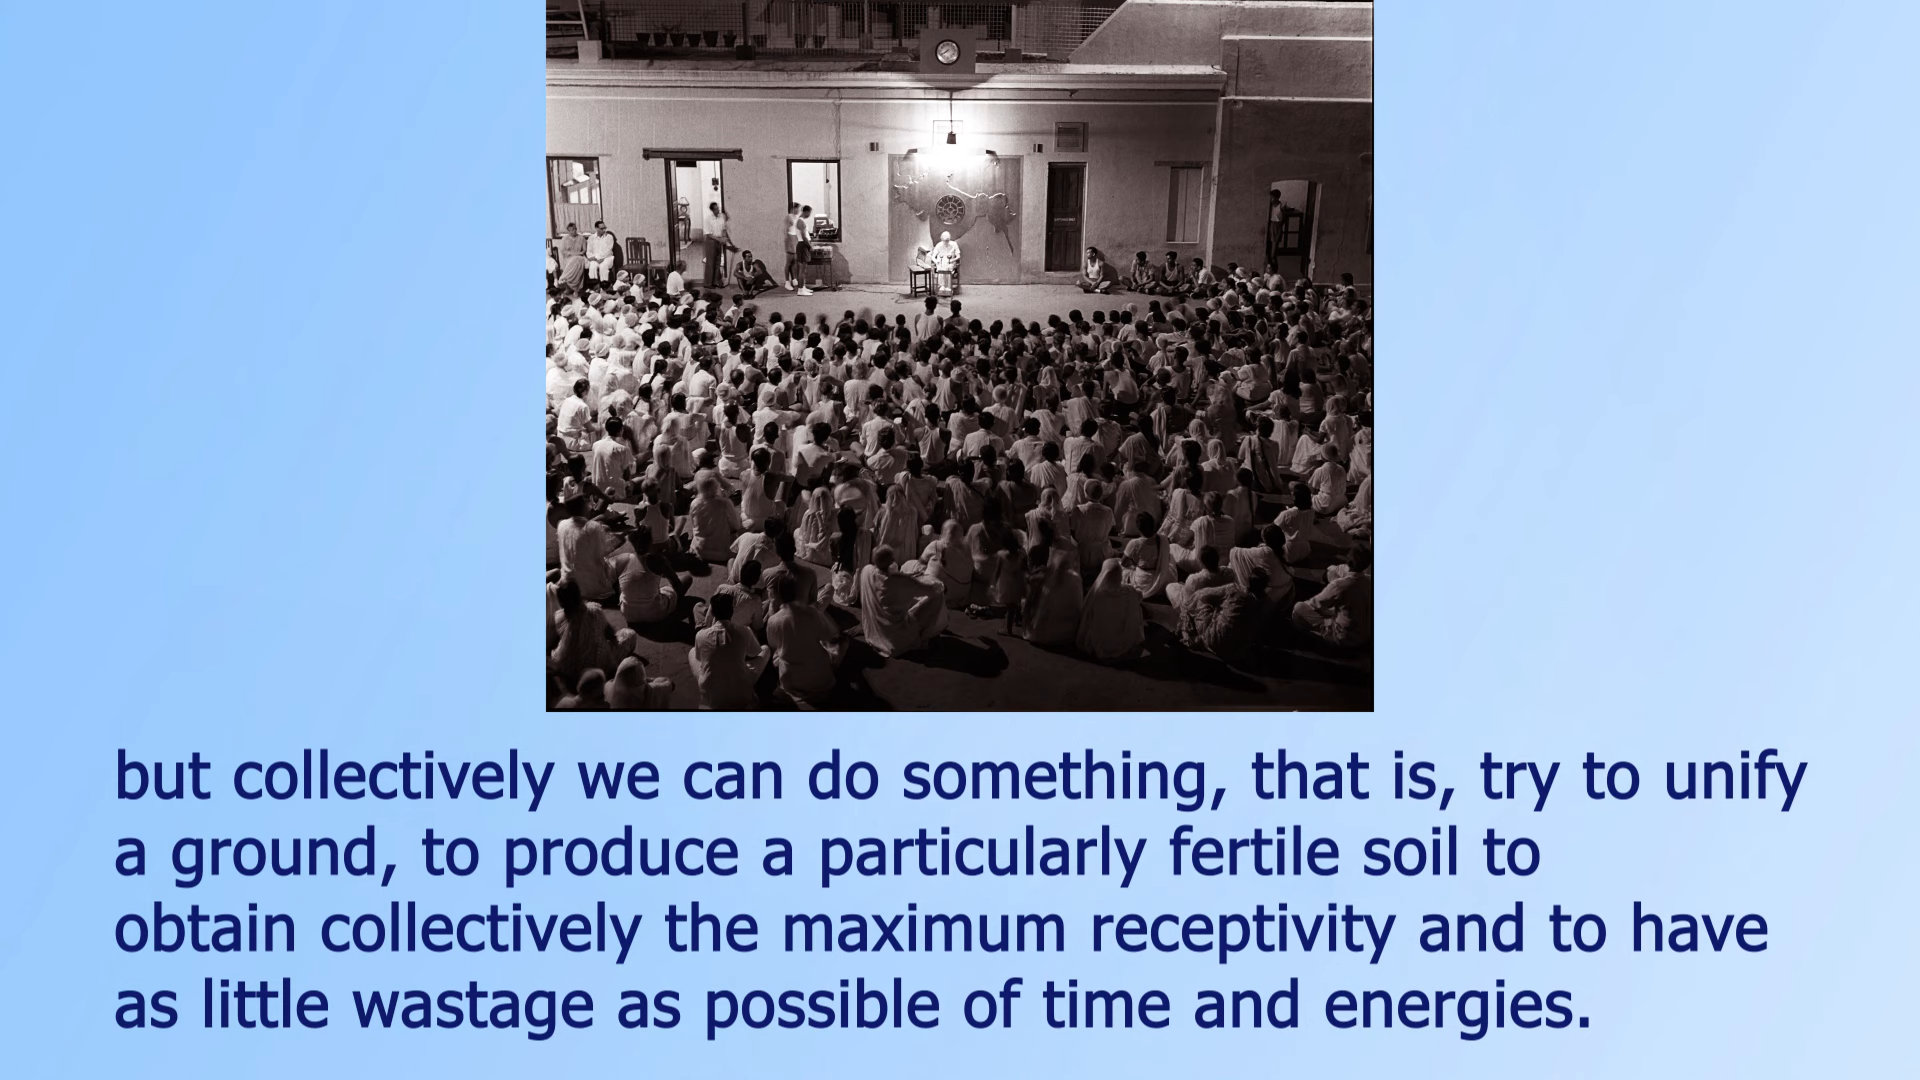 but collectively we can do something, that is, try to unify
a ground, to produce a particularly fertile soil to
obtain collectively the maximum receptivity and to have
as little wastage as possible of time and energies.